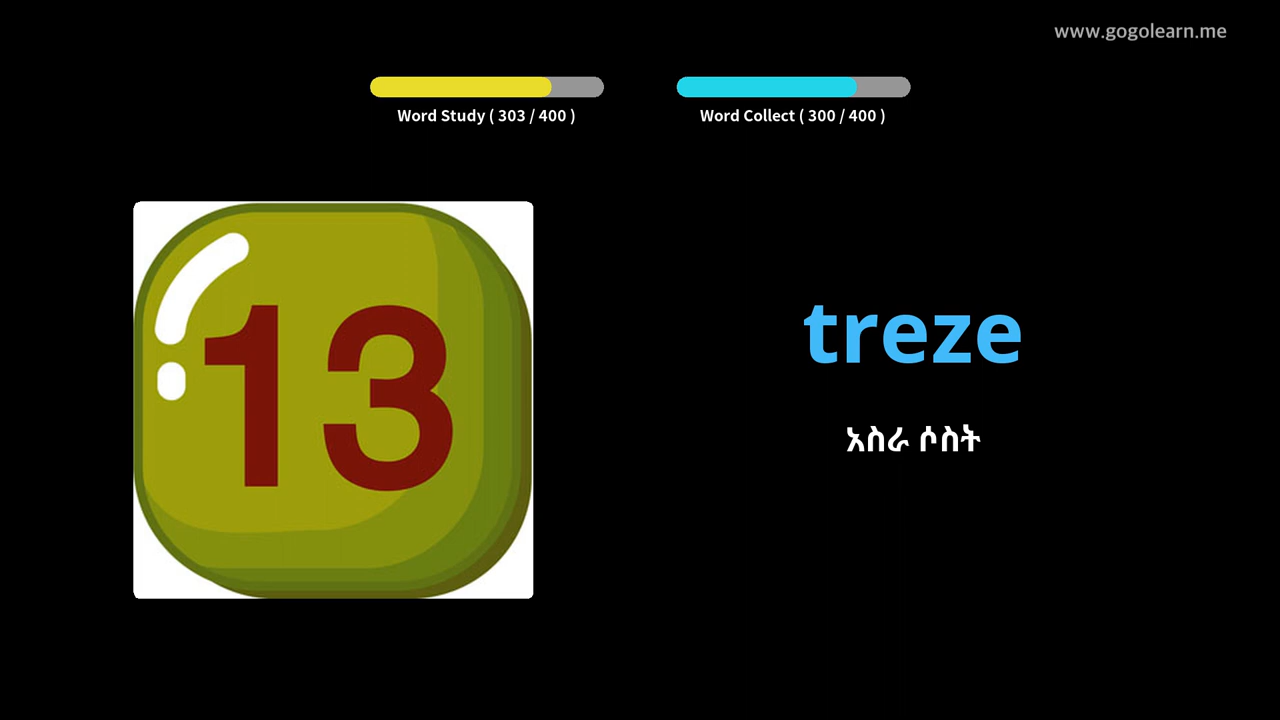 www.gogolearn.me
Word Study ( 303 / 400 )
Word Collect ( 300 / 400 )
13
treze
አስራ ሶስት